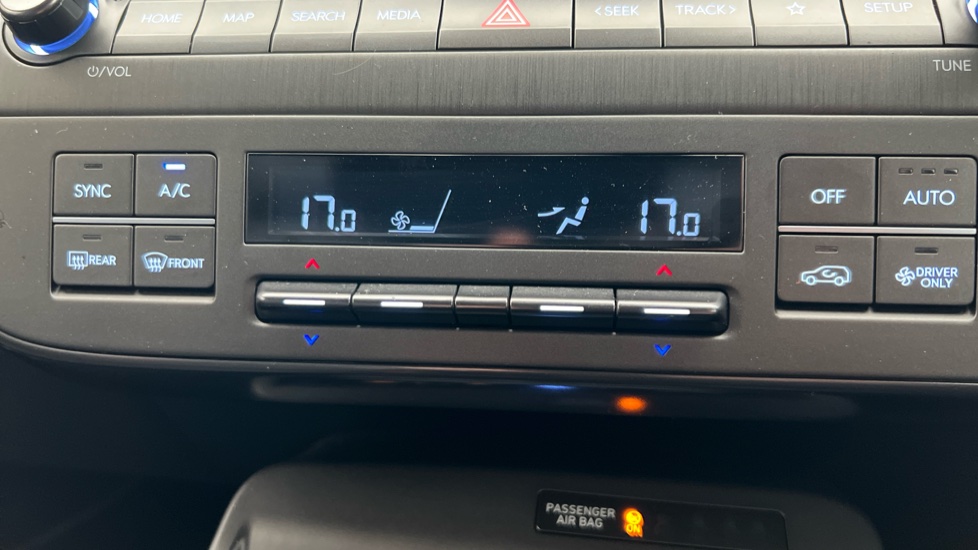 HOME MAP SEARCH MEDIA <SEEK TRACK> SETUP
⏻/VOL TUNE
SYNC A/C 17.0 17.0 OFF AUTO
REAR FRONT DRIVER
ONLY
PASSENGER
AIR BAG ON